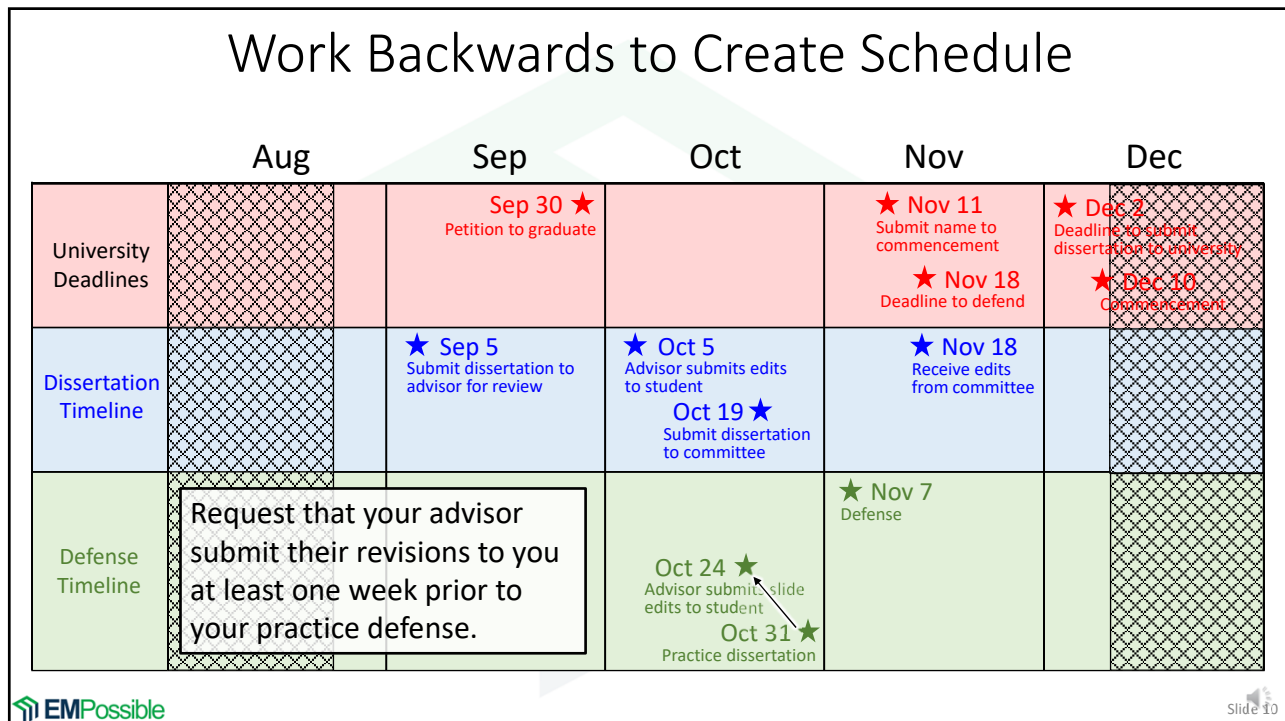 Work Backwards to Create Schedule
Aug
Sep
Oct
Nov
Dec
University
Deadlines
Sep 30
Petition to graduate
Nov 11
Submit name to
commencement
Nov 18
Deadline to defend
Dec 2
Deadline to submit
dissertation to university
Dec 10
Commencement
Dissertation
Timeline
Sep 5
Submit dissertation to
advisor for review
Oct 5
Advisor submits edits
to student
Oct 19
Submit dissertation
to committee
Nov 18
Receive edits
from committee
Defense
Timeline
Request that your advisor
submit their revisions to you
at least one week prior to
your practice defense.
Oct 24
Advisor submits slide
edits to student
Oct 31
Practice dissertation
Nov 7
Defense
EMPossible
Slide 10